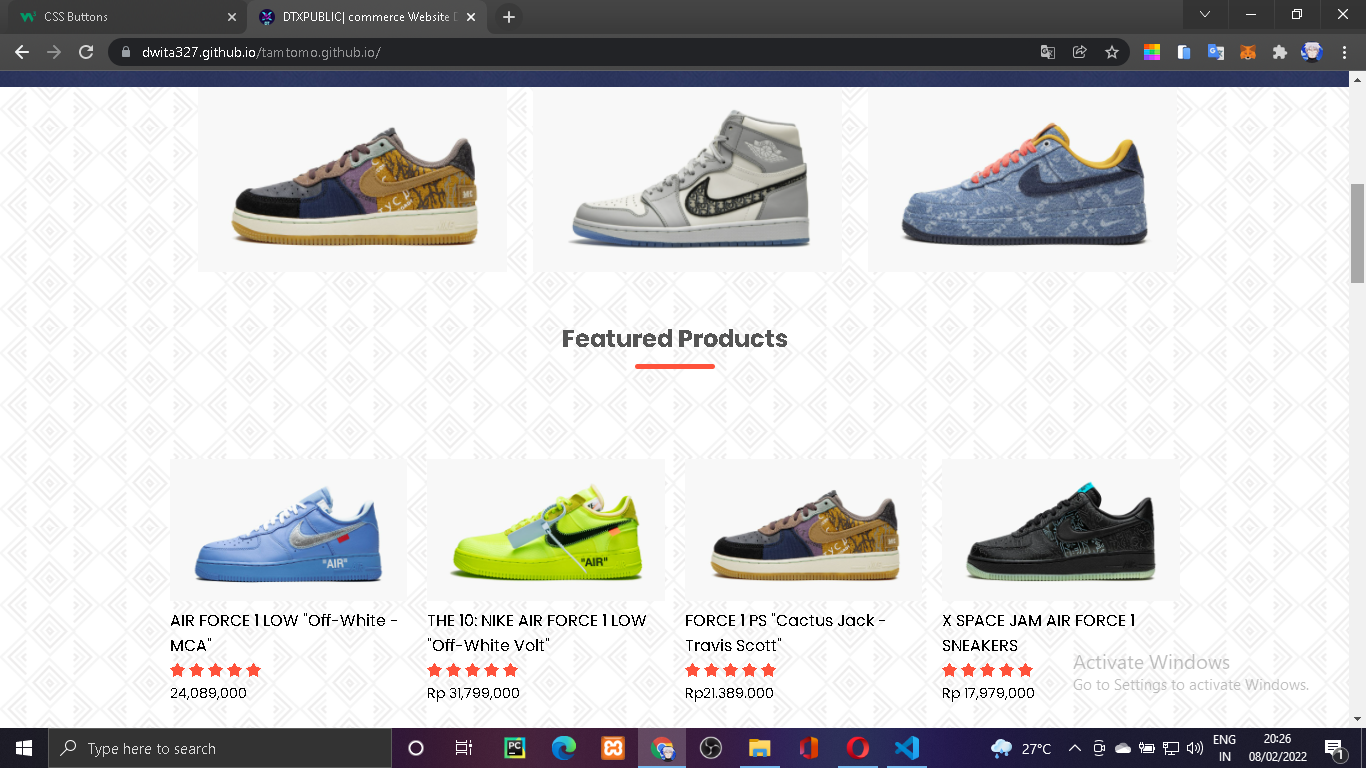 CSS Buttons
DTXPUBLIC| commerce Website D
dwita327.github.io/tamtomo.github.io/
Featured Products
"AIR"
"AIR"
AIR FORCE 1 LOW "Off-White -
MCA"
THE 10: NIKE AIR FORCE 1 LOW
"Off-White Volt"
FORCE 1 PS "Cactus Jack -
Travis Scott"
X SPACE JAM AIR FORCE 1
SNEAKERS
24,089,000
Rp 31,799,000
Rp21.389.000
Rp 17,979,000
Activate Windows
Go to Settings to activate Windows.
Type here to search
PC
27°C
ENG
IN
20:26
08/02/2022
1